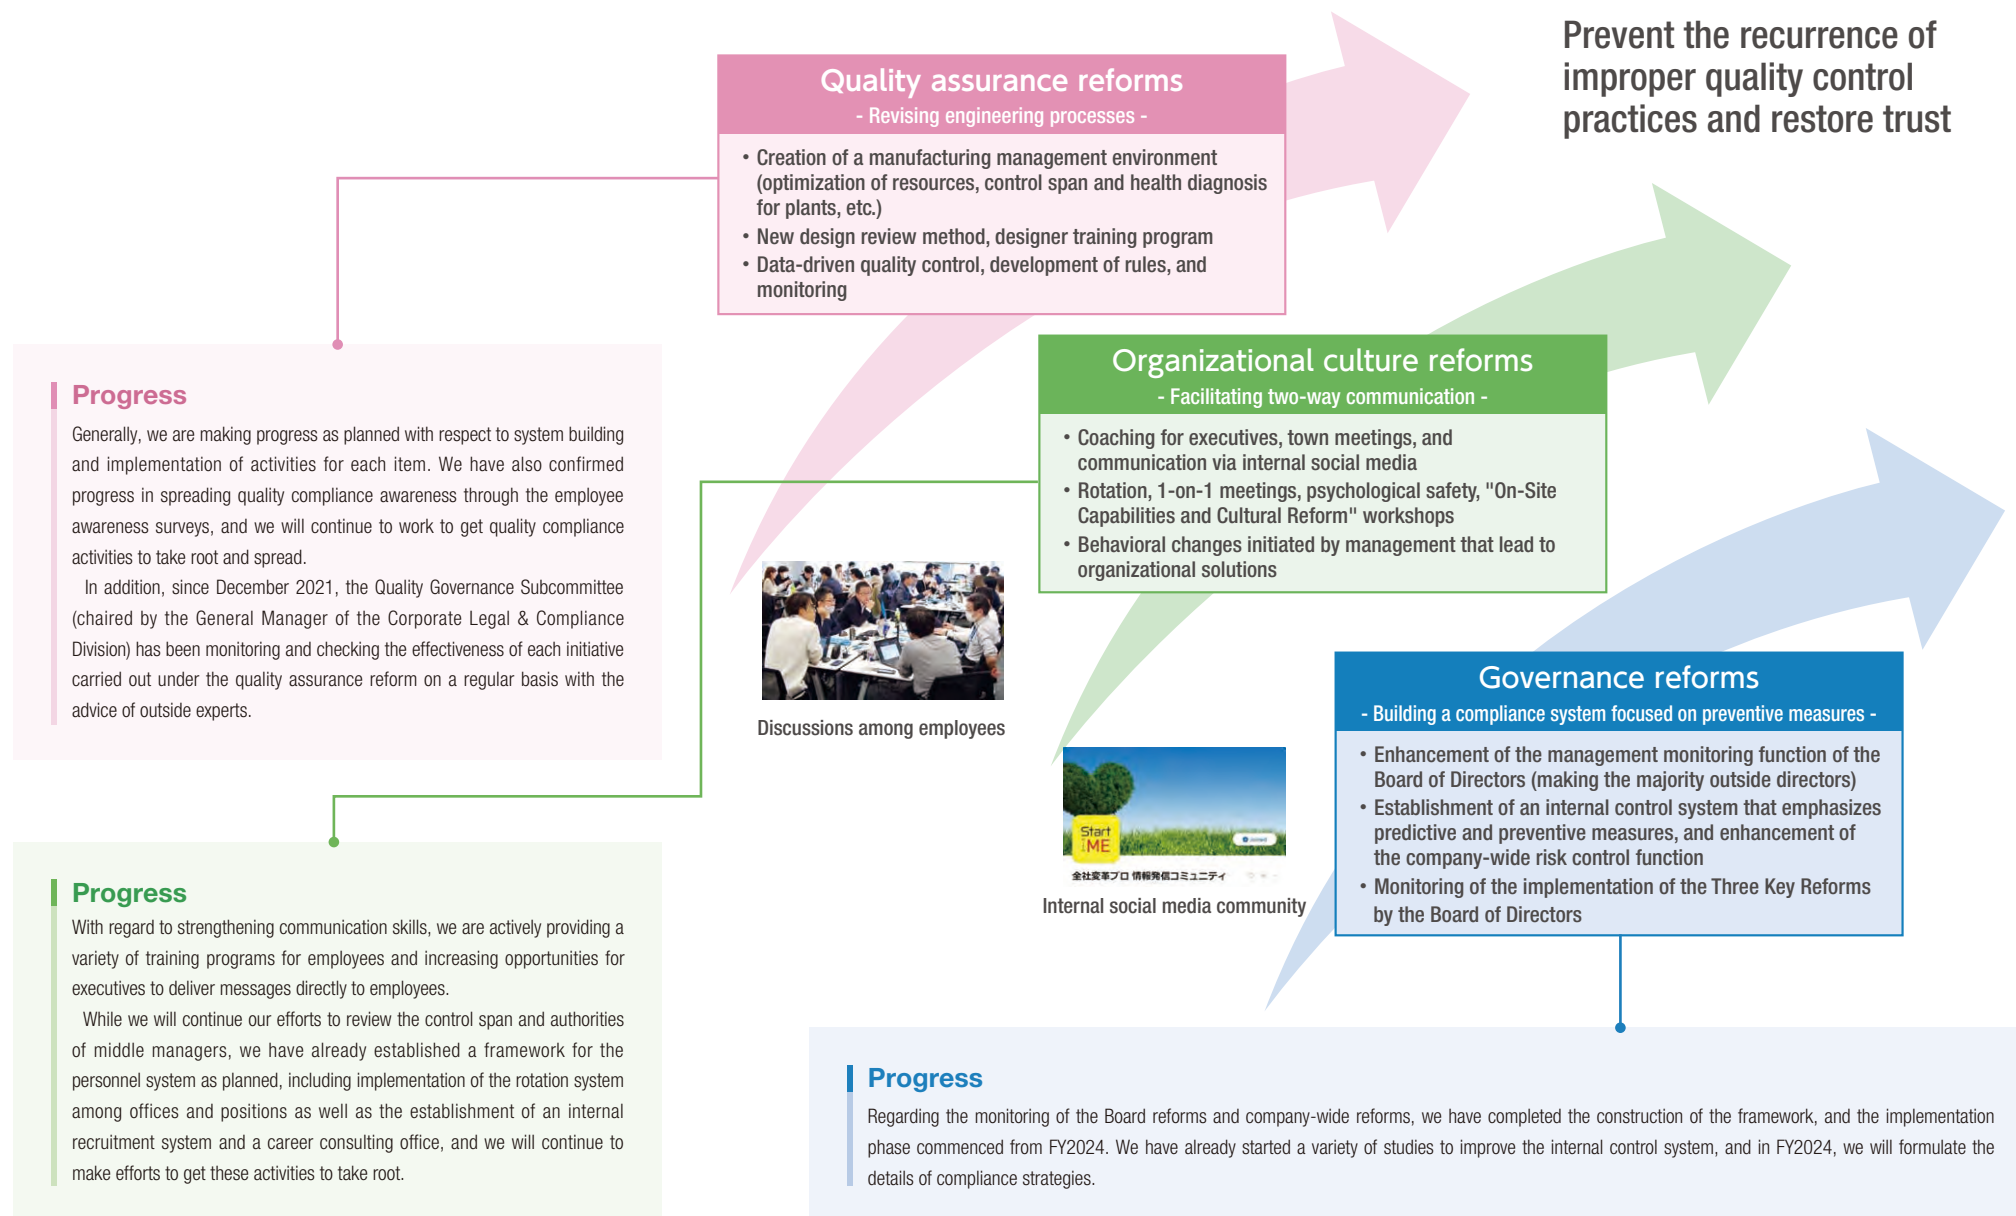 Prevent the recurrence of
improper quality control
practices and restore trust
Quality assurance reforms
- Revising engineering processes -
• Creation of a manufacturing management environment
(optimization of resources, control span and health diagnosis
for plants, etc.)
• New design review method, designer training program
• Data-driven quality control, development of rules, and
monitoring
Progress
Generally, we are making progress as planned with respect to system building
and implementation of activities for each item. We have also confirmed
progress in spreading quality compliance awareness through the employee
awareness surveys, and we will continue to work to get quality compliance
activities to take root and spread.
In addition, since December 2021, the Quality Governance Subcommittee
(chaired by the General Manager of the Corporate Legal & Compliance
Division) has been monitoring and checking the effectiveness of each initiative
carried out under the quality assurance reform on a regular basis with the
advice of outside experts.
Organizational culture reforms
- Facilitating two-way communication -
• Coaching for executives, town meetings, and
communication via internal social media
• Rotation, 1-on-1 meetings, psychological safety, "On-Site
Capabilities and Cultural Reform" workshops
• Behavioral changes initiated by management that lead to
organizational solutions
Discussions among employees
Start
ME
全社変革プロ 情報発信コミュニティ
Internal social media community
Progress
With regard to strengthening communication skills, we are actively providing a
variety of training programs for employees and increasing opportunities for
executives to deliver messages directly to employees.
While we will continue our efforts to review the control span and authorities
of middle managers, we have already established a framework for the
personnel system as planned, including implementation of the rotation system
among offices and positions as well as the establishment of an internal
recruitment system and a career consulting office, and we will continue to
make efforts to get these activities to take root.
Governance reforms
- Building a compliance system focused on preventive measures -
• Enhancement of the management monitoring function of the
Board of Directors (making the majority outside directors)
• Establishment of an internal control system that emphasizes
predictive and preventive measures, and enhancement of
the company-wide risk control function
• Monitoring of the implementation of the Three Key Reforms
by the Board of Directors
Progress
Regarding the monitoring of the Board reforms and company-wide reforms, we have completed the construction of the framework, and the implementation
phase commenced from FY2024. We have already started a variety of studies to improve the internal control system, and in FY2024, we will formulate the
details of compliance strategies.